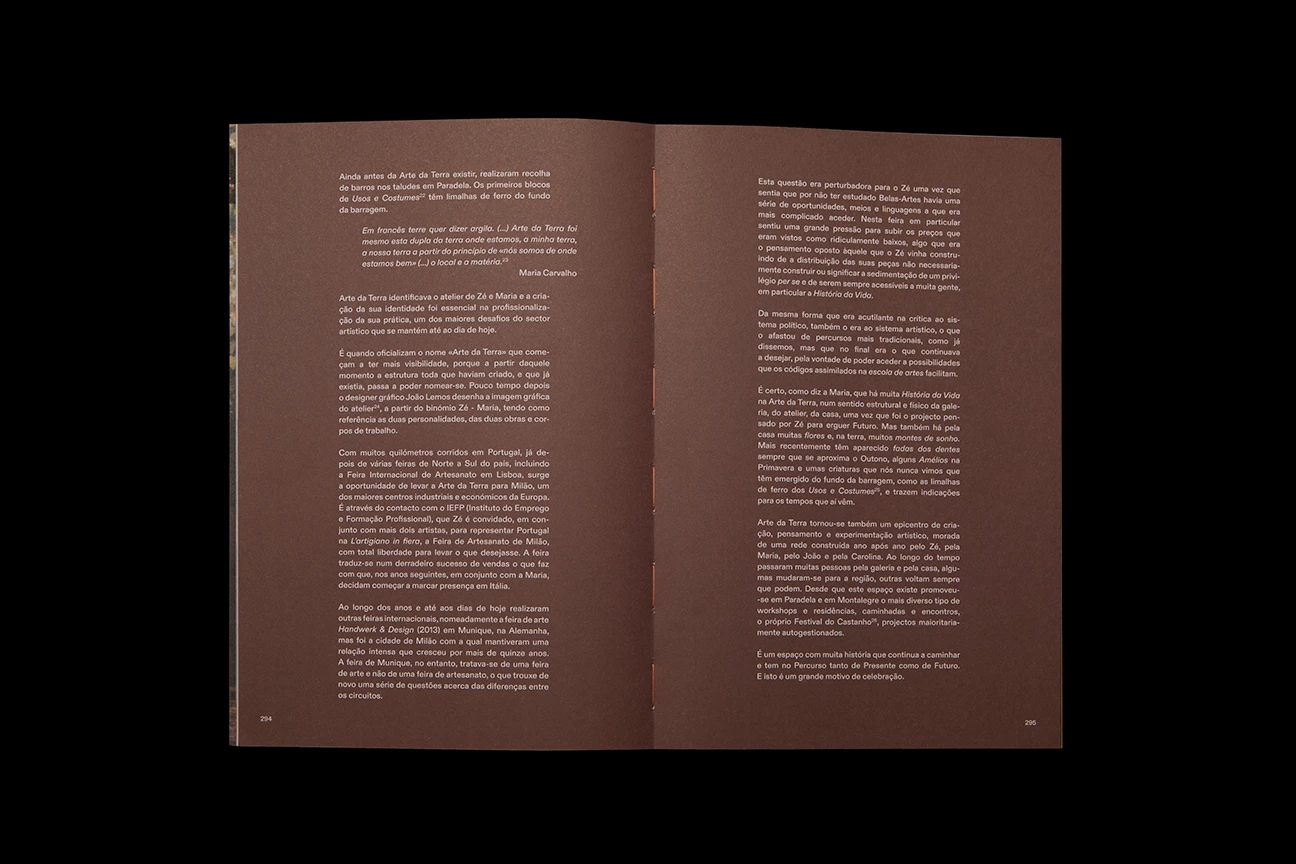 Ainda antes da Arte da Terra existir, realizaram recolha
de barros nos taludes em Paradela. Os primeiros blocos
de Usos e Costumes²² têm limalhas de ferro do fundo
da barragem.
Em francês terre quer dizer argila. (...) Arte da Terra foi
mesmo esta dupla da terra onde estamos, a minha terra,
a nossa terra a partir do princípio de «nós somos de onde
estamos bem» (...) o local e a matéria.²³
Maria Carvalho
Arte da Terra identificava o atelier de Zé e Maria e a cria-
ção da sua identidade foi essencial na profissionaliza-
ção da sua prática, um dos maiores desafios do sector
artístico que se mantém até ao dia de hoje.
É quando oficializam o nome «Arte da Terra» que come-
çam a ter mais visibilidade, porque a partir daquele
momento a estrutura toda que haviam criado, e que já
existia, passa a poder nomear-se. Pouco tempo depois
o designer gráfico João Lemos desenha a imagem gráfica
do atelier²⁴, a partir do binómio Zé - Maria, tendo como
referência as duas personalidades, das duas obras e cor-
pos de trabalho.
Com muitos quilómetros corridos em Portugal, já de-
pois de várias feiras de Norte a Sul do país, incluindo
a Feira Internacional de Artesanato em Lisboa, surge
a oportunidade de levar a Arte da Terra para Milão, um
dos maiores centros industriais e económicos da Europa.
É através do contacto com o IEFP (Instituto do Emprego
e Formação Profissional), que Zé é convidado, em con-
junto com mais dois artistas, para representar Portugal
na L'artigiano in fiera, a Feira de Artesanato de Milão,
com total liberdade para levar o que desejasse. A feira
traduz-se num derradeiro sucesso de vendas o que faz
com que, nos anos seguintes, em conjunto com a Maria,
decidam começar a marcar presença em Itália.
Ao longo dos anos e até aos dias de hoje realizaram
outras feiras internacionais, nomeadamente a feira de arte
Handwerk & Design (2013) em Munique, na Alemanha,
mas foi a cidade de Milão com a qual mantiveram uma
relação intensa que cresceu por mais de quinze anos.
A feira de Munique, no entanto, tratava-se de uma feira
de arte e não de uma feira de artesanato, o que trouxe de
novo uma série de questões acerca das diferenças entre
os circuitos.
294
Esta questão era perturbadora para o Zé uma vez que
sentia que por não ter estudado Belas-Artes havia uma
série de oportunidades, meios e linguagens a que era
mais complicado aceder. Nesta feira em particular
sentiu uma grande pressão para subir os preços que
eram vistos como ridiculamente baixos, algo que era
o pensamento oposto àquele que o Zé vinha constru-
indo de a distribuição das suas peças não necessaria-
mente construir ou significar a sedimentação de um privi-
légio per se e de serem sempre acessíveis a muita gente,
em particular a História da Vida.
Da mesma forma que era acutilante na crítica ao sis-
tema político, também o era ao sistema artístico, o que
o afastou de percursos mais tradicionais, como já
dissemos, mas que no final era o que continuava
a desejar, pela vontade de poder aceder a possibilidades
que os códigos assimilados na escola de artes facilitam.
É certo, como diz a Maria, que há muita História da Vida
na Arte da Terra, num sentido estrutural e físico da gale-
ria, do atelier, da casa, uma vez que foi o projecto pen-
sado por Zé para erguer Futuro. Mas também há pela
casa muitas flores e, na terra, muitos montes de sonho.
Mais recentemente têm aparecido fadas dos dentes
sempre que se aproxima o Outono, alguns Amélios na
Primavera e umas criaturas que nós nunca vimos que
têm emergido do fundo da barragem, como as limalhas
de ferro dos Usos e Costumes²⁵, e trazem indicações
para os tempos que aí vêm.
Arte da Terra tornou-se também um epicentro de cria-
ção, pensamento e experimentação artístico, morada
de uma rede construída ano após ano pelo Zé, pela
Maria, pelo João e pela Carolina. Ao longo do tempo
passaram muitas pessoas pela galeria e pela casa, algu-
mas mudaram-se para a região, outras voltam sempre
que podem. Desde que este espaço existe promoveu-
-se em Paradela e em Montalegre o mais diverso tipo de
workshops e residências, caminhadas e encontros,
o próprio Festival do Castanho²⁶, projectos maioritaria-
mente autogestionados.
É um espaço com muita história que continua a caminhar
e tem no Percurso tanto de Presente como de Futuro.
E isto é um grande motivo de celebração.
295